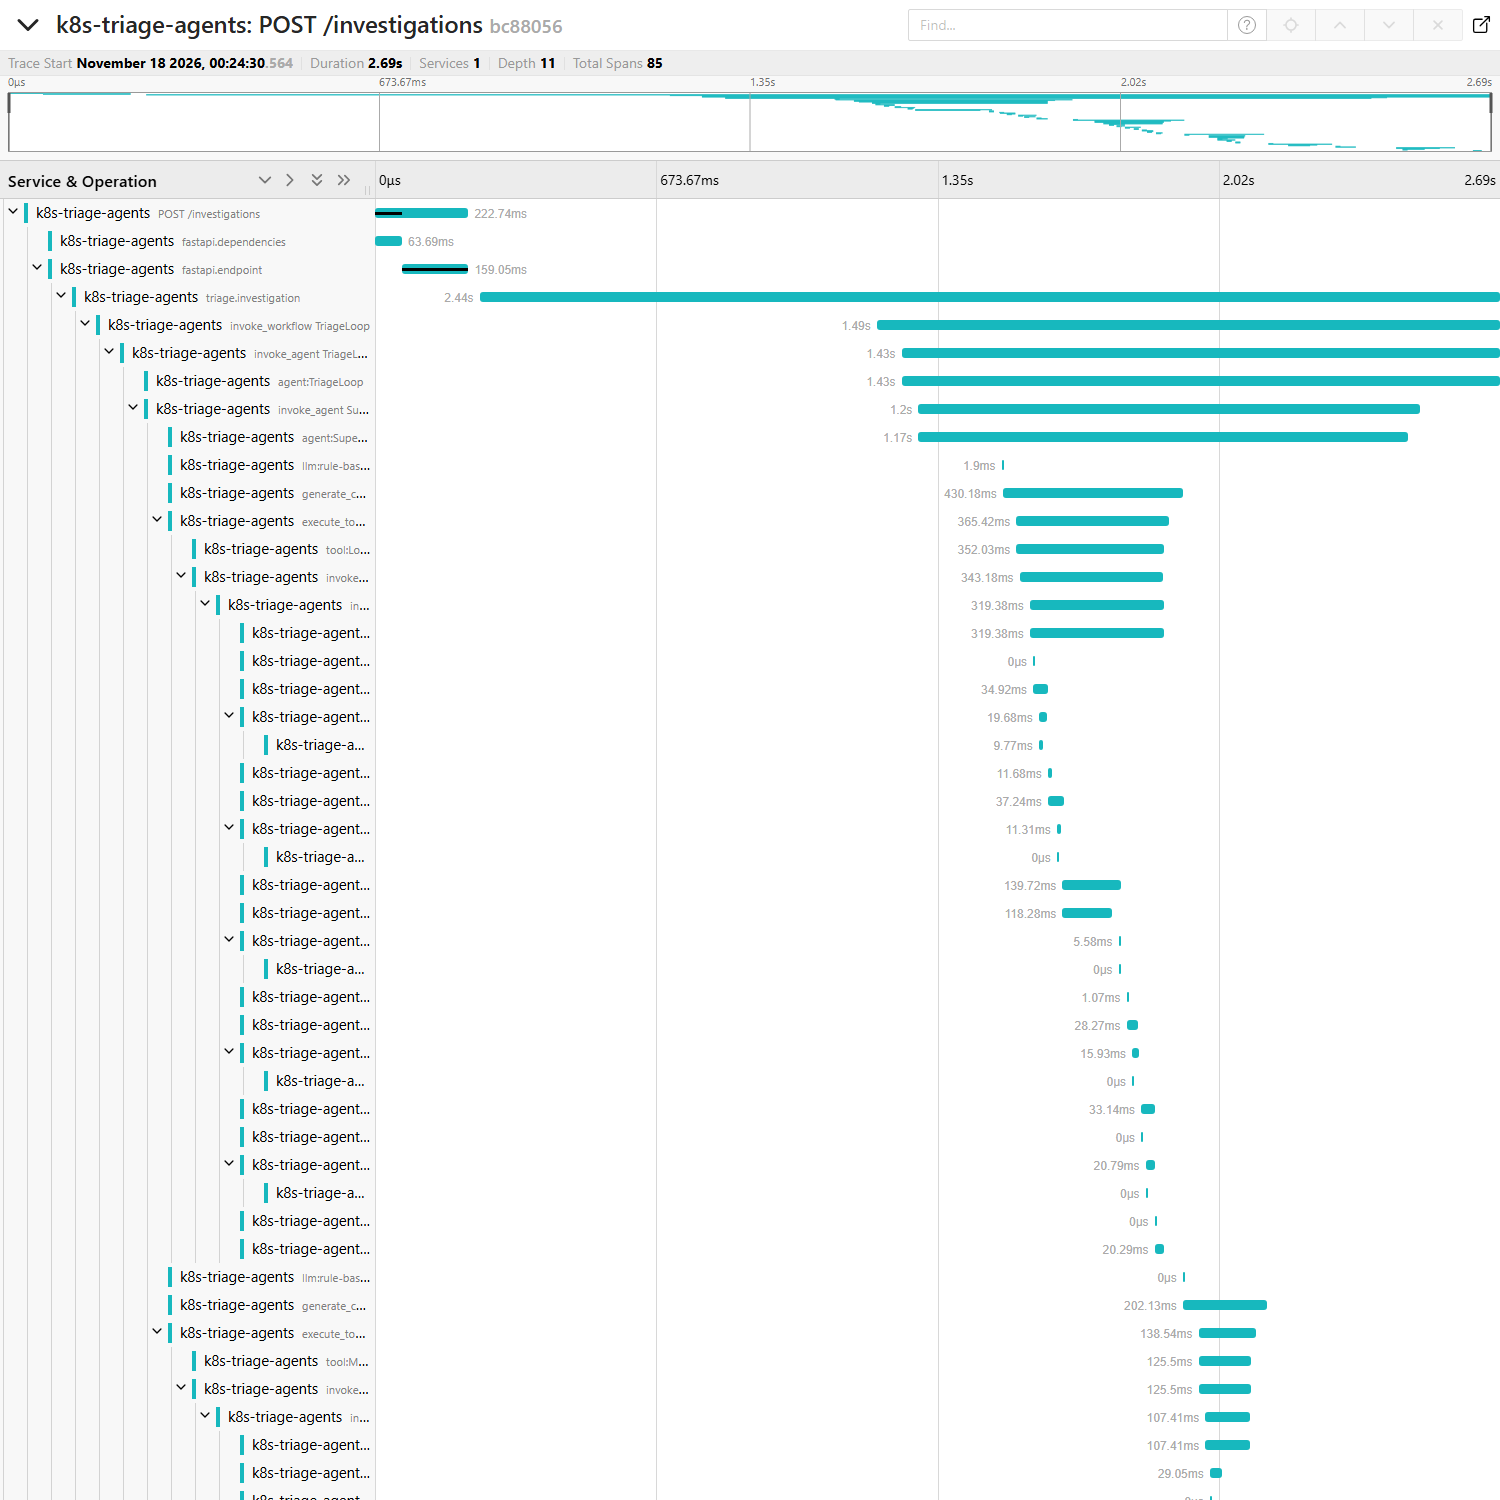 k8s-triage-agents: POST /investigations bc88056
Find...
Trace Start November 18 2026, 00:24:30.564 Duration 2.69s Services 1 Depth 11 Total Spans 85
0μs 673.67ms 1.35s 2.02s 2.69s
Service & Operation 0μs 673.67ms 1.35s 2.02s 2.69s
k8s-triage-agents POST /investigations 222.74ms
k8s-triage-agents fastapi.dependencies 63.69ms
k8s-triage-agents fastapi.endpoint 159.05ms
k8s-triage-agents triage.investigation 2.44s
k8s-triage-agents invoke_workflow TriageLoop 1.49s
k8s-triage-agents invoke_agent TriageL... 1.43s
k8s-triage-agents agent:TriageLoop 1.43s
k8s-triage-agents invoke_agent Su... 1.2s
k8s-triage-agents agent:Supe... 1.17s
k8s-triage-agents llm:rule-bas... 1.9ms
k8s-triage-agents generate_c... 430.18ms
k8s-triage-agents execute_to... 365.42ms
k8s-triage-agents tool:Lo... 352.03ms
k8s-triage-agents invoke... 343.18ms
k8s-triage-agents in... 319.38ms
k8s-triage-agent... 319.38ms
k8s-triage-agent... 0μs
k8s-triage-agent... 34.92ms
k8s-triage-agent... 19.68ms
k8s-triage-a... 9.77ms
k8s-triage-agent... 11.68ms
k8s-triage-agent... 37.24ms
k8s-triage-agent... 11.31ms
k8s-triage-a... 0μs
k8s-triage-agent... 139.72ms
k8s-triage-agent... 118.28ms
k8s-triage-agent... 5.58ms
k8s-triage-a... 0μs
k8s-triage-agent... 1.07ms
k8s-triage-agent... 28.27ms
k8s-triage-agent... 15.93ms
k8s-triage-a... 0μs
k8s-triage-agent... 33.14ms
k8s-triage-agent... 0μs
k8s-triage-agent... 20.79ms
k8s-triage-a... 0μs
k8s-triage-agent... 0μs
k8s-triage-agent... 20.29ms
k8s-triage-agents llm:rule-bas... 0μs
k8s-triage-agents generate_c... 202.13ms
k8s-triage-agents execute_to... 138.54ms
k8s-triage-agents tool:M... 125.5ms
k8s-triage-agents invoke... 125.5ms
k8s-triage-agents in... 107.41ms
k8s-triage-agent... 107.41ms
k8s-triage-agent... 29.05ms